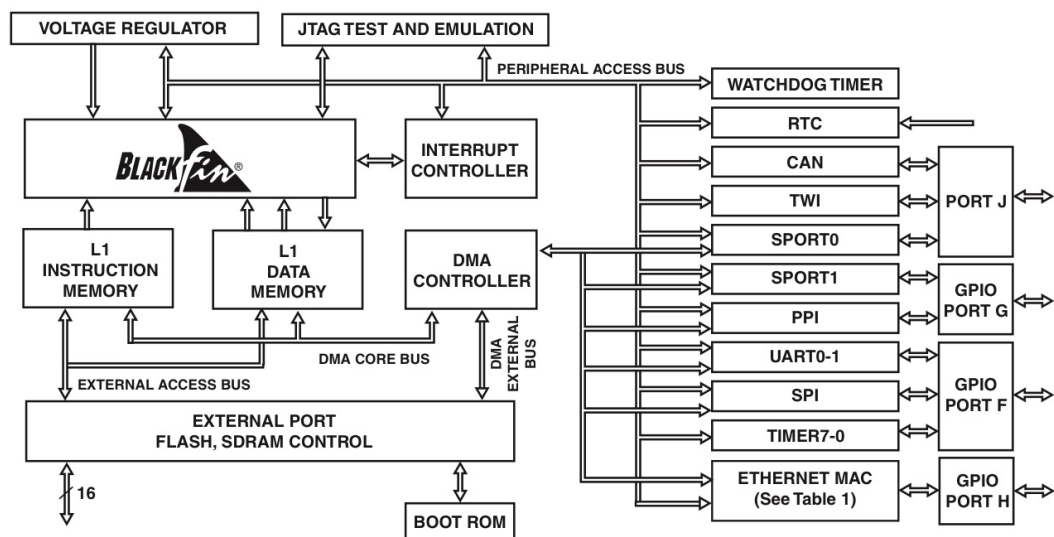 VOLTAGE REGULATOR
JTAG TEST AND EMULATION
PERIPHERAL ACCESS BUS
WATCHDOG TIMER
RTC
BLACKfin®
INTERRUPT
CONTROLLER
CAN
TWI
PORT J
SPORT0
L1
INSTRUCTION
MEMORY
L1
DATA
MEMORY
DMA
CONTROLLER
SPORT1
GPIO
PORT G
PPI
DMA CORE BUS
DMA
EXTERNAL
BUS
EXTERNAL ACCESS BUS
UART0-1
SPI
GPIO
PORT F
TIMER7-0
EXTERNAL PORT
FLASH, SDRAM CONTROL
ETHERNET MAC
(See Table 1)
GPIO
PORT H
16
BOOT ROM